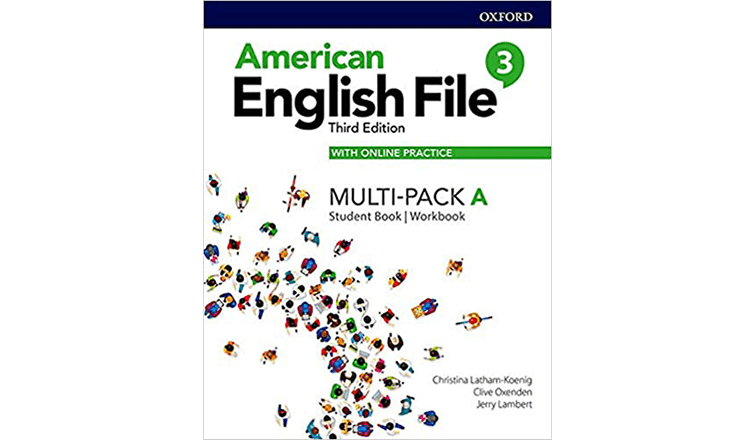 OXFORD
American
3
English File
Third Edition
WITH ONLINE PRACTICE
MULTI-PACK A
Student Book | Workbook
Christina Latham-Koenig
Clive Oxenden
Jerry Lambert